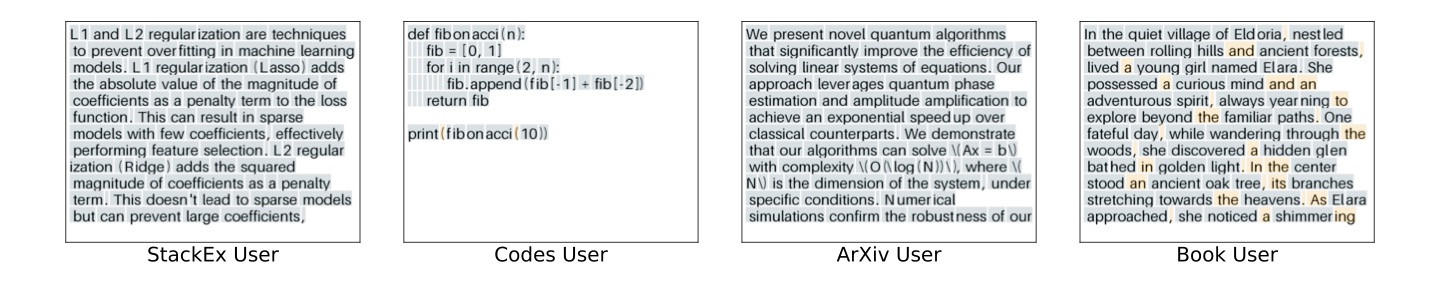 L1 and L2 regularization are techniques
to prevent overfitting in machine learning
models. L1 regularization (Lasso) adds
the absolute value of the magnitude of
coefficients as a penalty term to the loss
function. This can result in sparse
models with few coefficients, effectively
performing feature selection. L2 regular
ization (Ridge) adds the squared
magnitude of coefficients as a penalty
term. This doesn't lead to sparse models
but can prevent large coefficients,
StackEx User
def fibonacci(n):
    fib = [0, 1]
    for i in range(2, n):
        fib.append(fib[-1] + fib[-2])
    return fib

print(fibonacci(10))
Codes User
We present novel quantum algorithms
that significantly improve the efficiency of
solving linear systems of equations. Our
approach leverages quantum phase
estimation and amplitude amplification to
achieve an exponential speedup over
classical counterparts. We demonstrate
that our algorithms can solve \(Ax = b\)
with complexity \(O(\log(N))\), where \(
N\) is the dimension of the system, under
specific conditions. Numerical
simulations confirm the robustness of our
ArXiv User
In the quiet village of Eldoria, nestled
between rolling hills and ancient forests,
lived a young girl named Elara. She
possessed a curious mind and an
adventurous spirit, always yearning to
explore beyond the familiar paths. One
fateful day, while wandering through the
woods, she discovered a hidden glen
bathed in golden light. In the center
stood an ancient oak tree, its branches
stretching towards the heavens. As Elara
approached, she noticed a shimmering
Book User